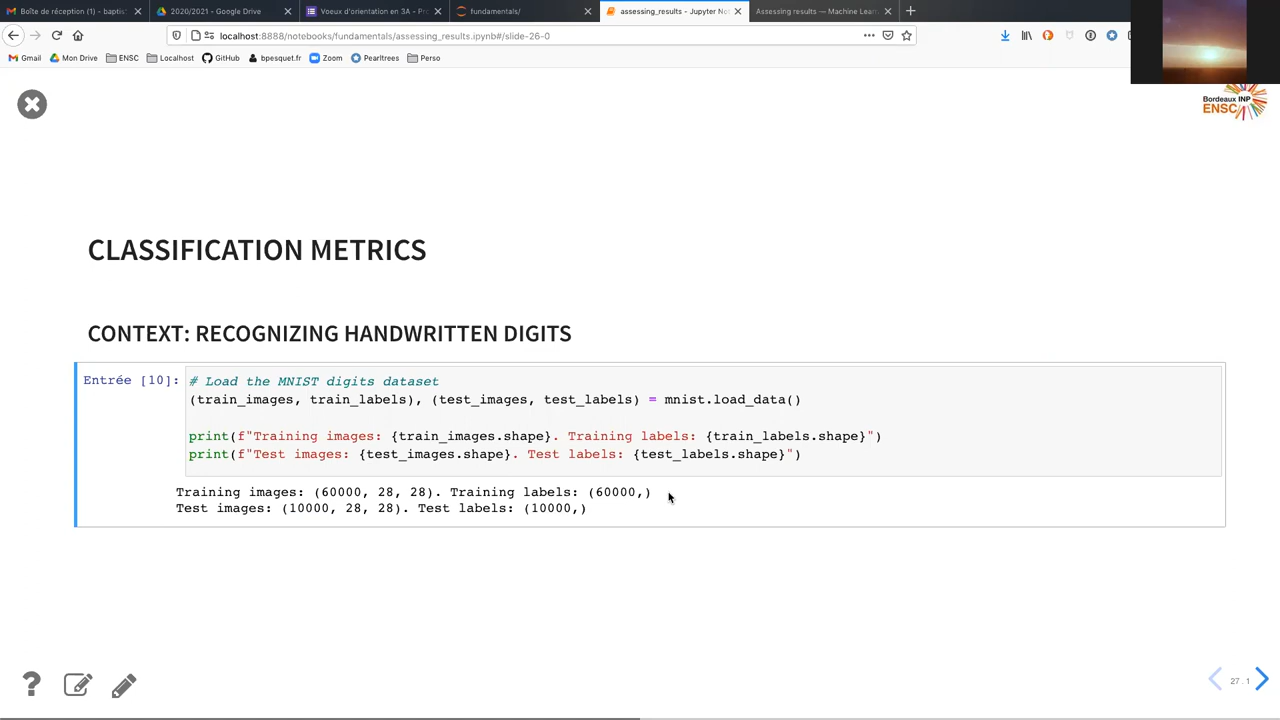 Boîte de réception (1) - baptis
2020/2021 - Google Drive
Voeux d'orientation en 3A - Pro
fundamentals/
assessing_results - Jupyter Not
Assessing results — Machine Learn
localhost:8888/notebooks/fundamentals/assessing_results.ipynb#/slide-26-0
Gmail
Mon Drive
ENSC
Localhost
GitHub
bpesquet.fr
Zoom
Pearltrees
Perso
Bordeaux INP
ENSC
CLASSIFICATION METRICS
CONTEXT: RECOGNIZING HANDWRITTEN DIGITS
Entrée [10]:
# Load the MNIST digits dataset
(train_images, train_labels), (test_images, test_labels) = mnist.load_data()
print(f"Training images: {train_images.shape}. Training labels: {train_labels.shape}")
print(f"Test images: {test_images.shape}. Test labels: {test_labels.shape}")
Training images: (60000, 28, 28). Training labels: (60000,)
Test images: (10000, 28, 28). Test labels: (10000,)
27.1